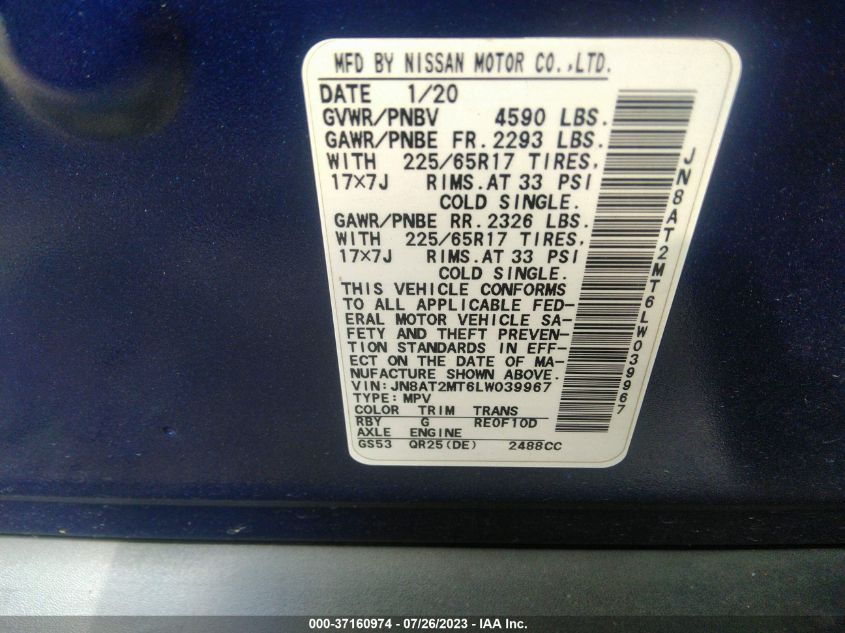 MFD BY NISSAN MOTOR CO.,LTD.
DATE 1/20
GVWR/PNBV 4590 LBS.
GAWR/PNBE FR. 2293 LBS.
WITH 225/65R17 TIRES.
17×7J RIMS. AT 33 PSI
COLD SINGLE.
GAWR/PNBE RR. 2326 LBS.
WITH 225/65R17 TIRES.
17×7J RIMS. AT 33 PSI
COLD SINGLE.
THIS VEHICLE CONFORMS
TO ALL APPLICABLE FED-
ERAL MOTOR VEHICLE SA-
FETY AND THEFT PREVEN-
TION STANDARDS IN EFF-
ECT ON THE DATE OF MA-
NUFACTURE SHOWN ABOVE.
VIN:JN8AT2MT6LW039967
TYPE:MPV
COLOR TRIM TRANS
RBY G RE0F10D
AXLE ENGINE
GS53 QR25(DE) 2488CC
JN8AT2MT6LW039967
000-37160974 / 07/26/2023 - IAA Inc.